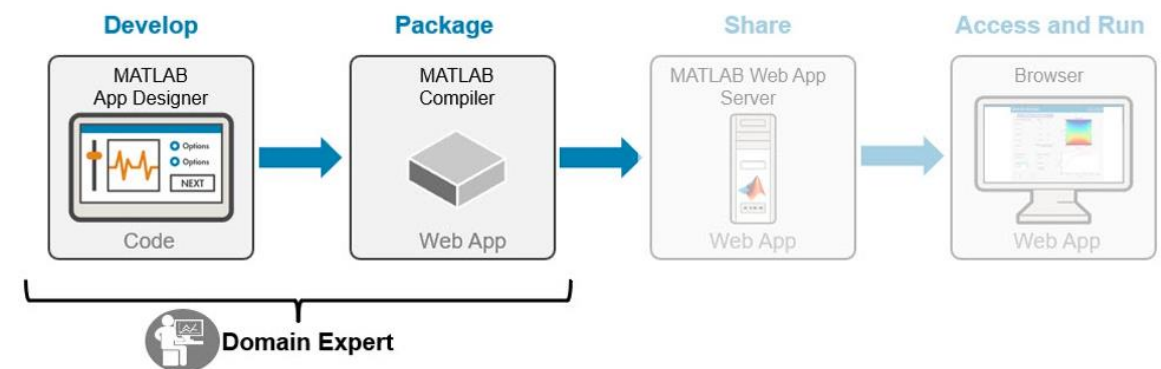 Develop
Package
Share
Access and Run
MATLAB
App Designer
Options
Options
NEXT
Code
MATLAB
Compiler
Web App
MATLAB Web App
Server
Web App
Browser
Web App
Domain Expert